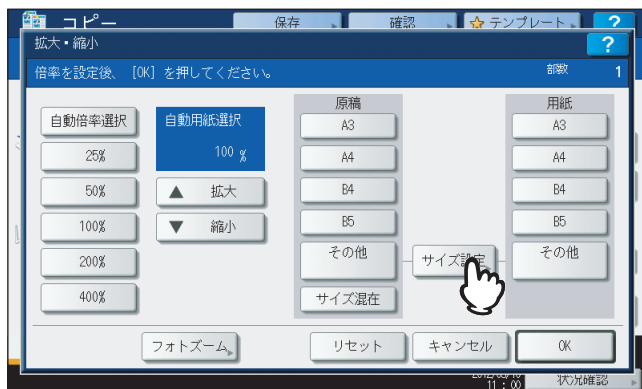 コピー
保存
確認
テンプレート
?
拡大・縮小
?
倍率を設定後、 [OK] を押してください。
部数 1
自動倍率選択
25%
50%
100%
200%
400%
自動用紙選択
100 %
▲ 拡大
▼ 縮小
原稿
A3
A4
B4
B5
その他
サイズ混在
サイズ設定
用紙
A3
A4
B4
B5
その他
フォトズーム
リセット
キャンセル
OK
11:00
状況確認